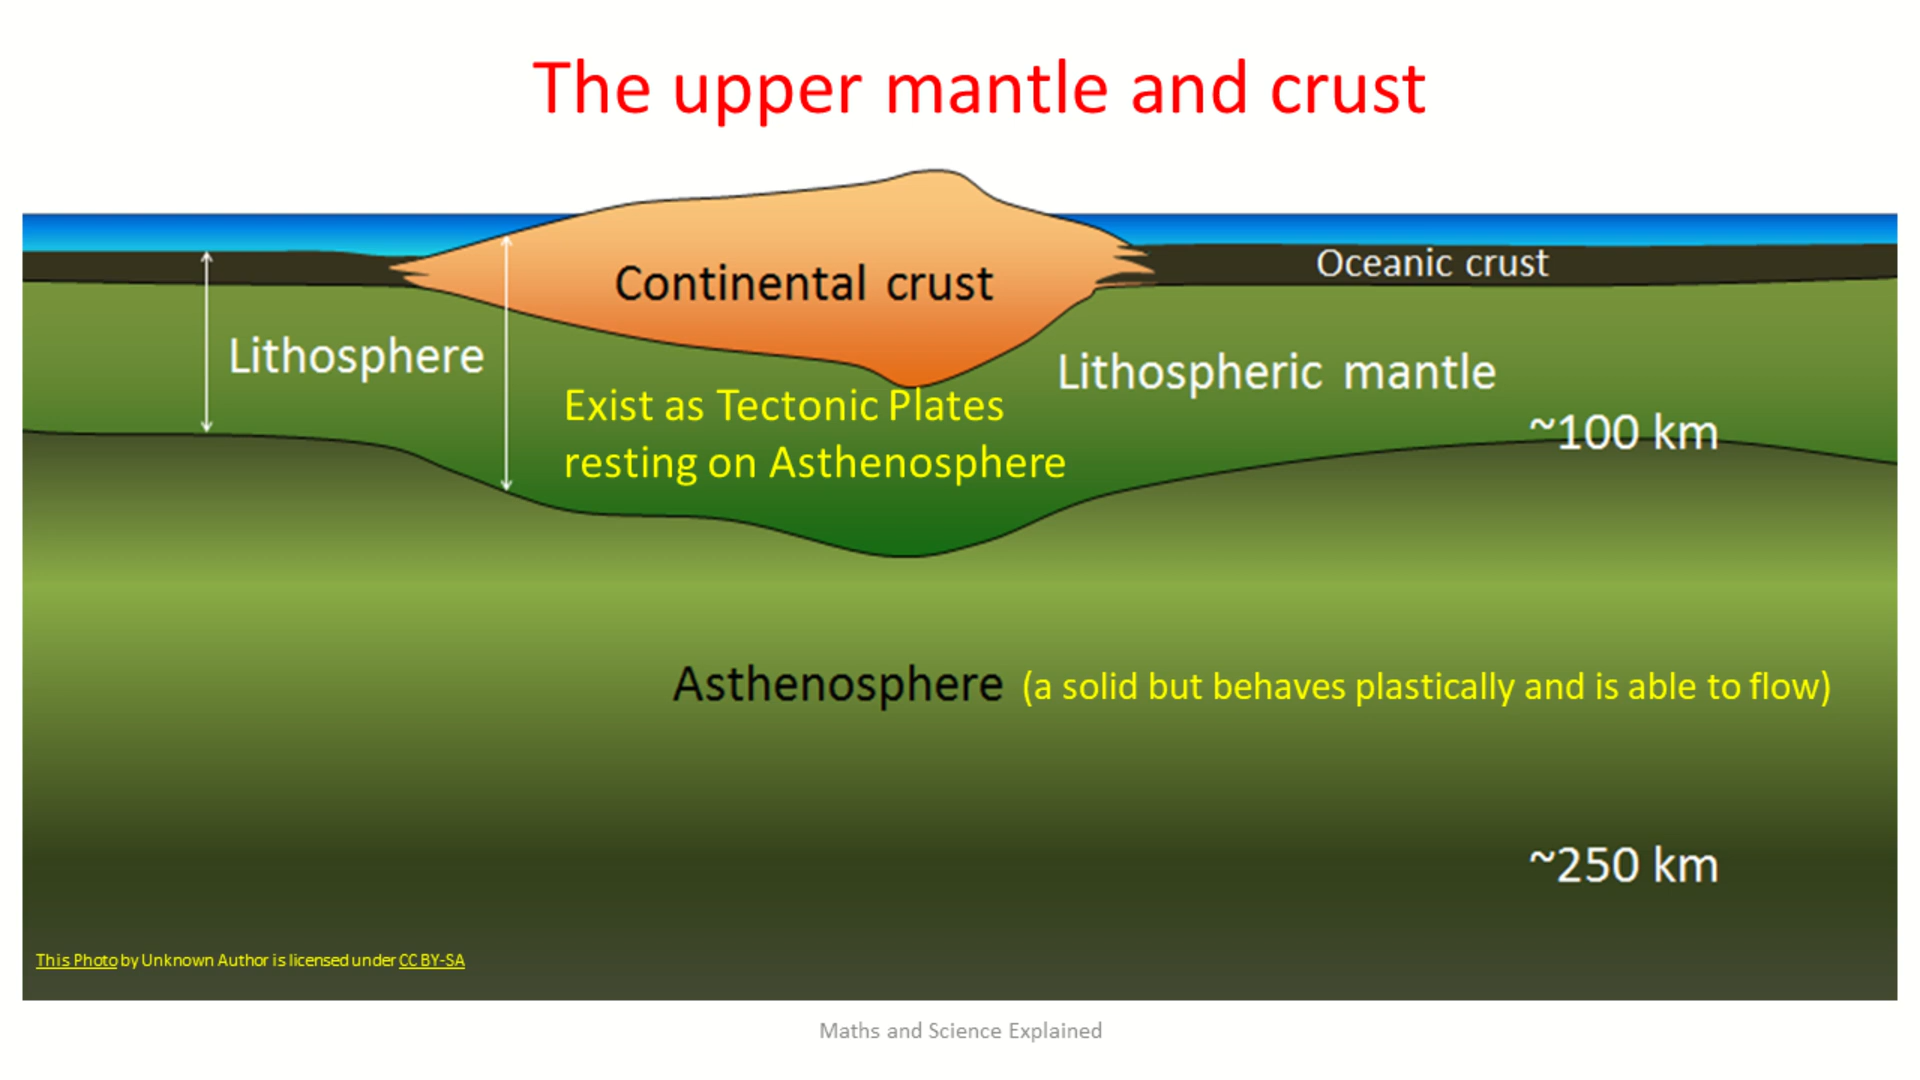 The upper mantle and crust
Oceanic crust
Continental crust
Lithosphere
Lithospheric mantle
Exist as Tectonic Plates
resting on Asthenosphere
~100 km
Asthenosphere (a solid but behaves plastically and is able to flow)
~250 km
This Photo by Unknown Author is licensed under CC BY-SA
Maths and Science Explained